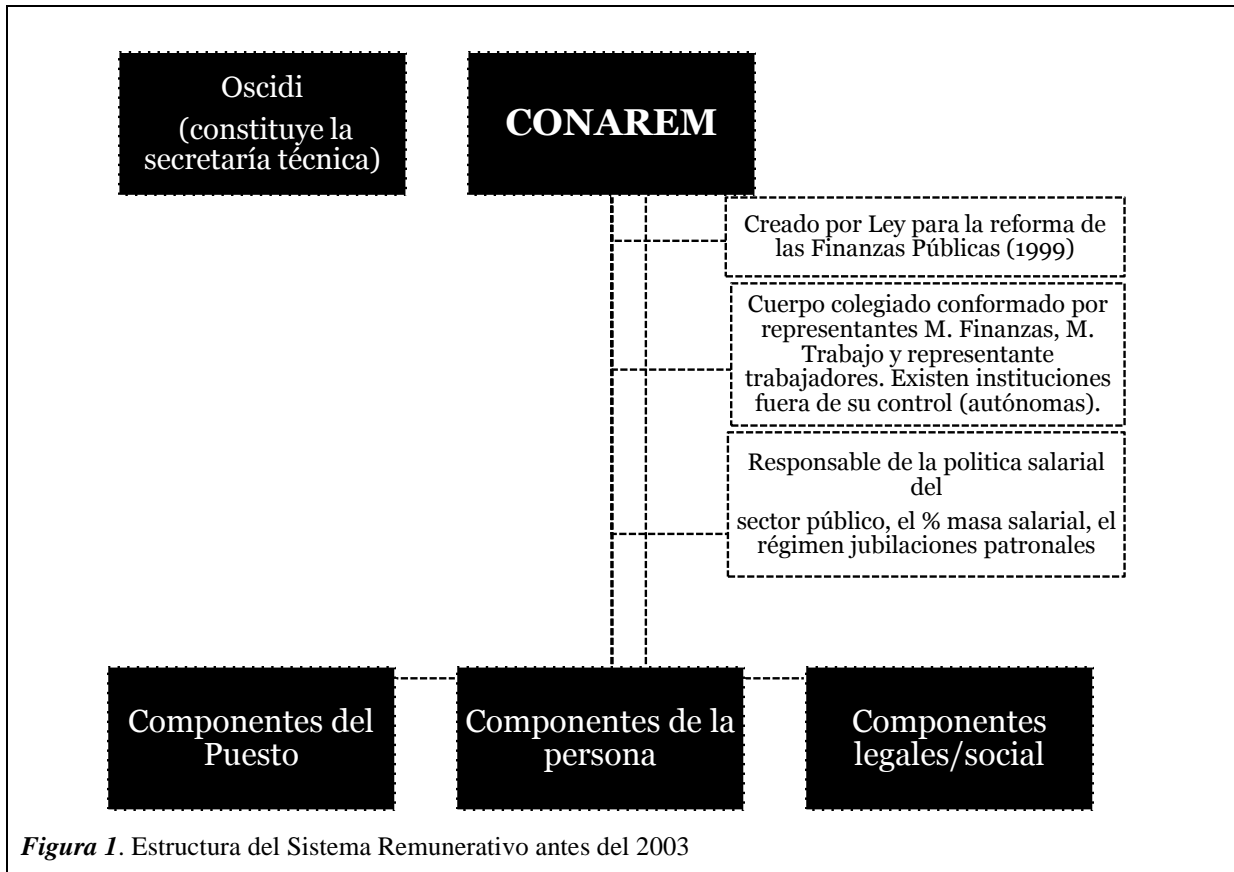 Oscidi
(constituye la
secretaría técnica)
CONAREM
Creado por Ley para la reforma de
las Finanzas Públicas (1999)
Cuerpo colegiado conformado por
representantes M. Finanzas, M.
Trabajo y representante
trabajadores. Existen instituciones
fuera de su control (autónomas).
Responsable de la politica salarial
del
sector público, el % masa salarial, el
régimen jubilaciones patronales
Componentes del
Puesto
Componentes de la
persona
Componentes
legales/social
Figura 1. Estructura del Sistema Remunerativo antes del 2003